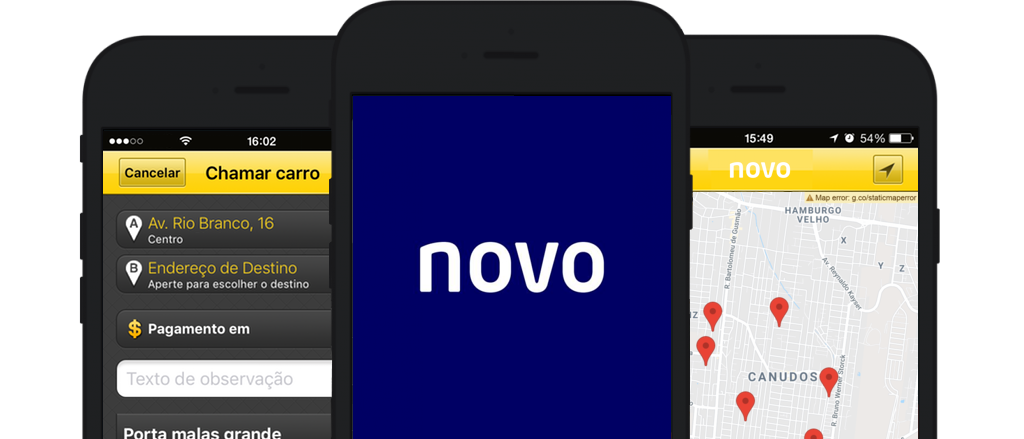 16:02
Cancelar
Chamar carro
A
Av. Rio Branco, 16
Centro
B
Endereço de Destino
Aperte para escolher o destino
$ Pagamento em
Texto de observação
Porta malas grande
novo
15:49
54%
novo
Map error: g.co/staticmaperror
HAMBURGO
VELHO
R. Bartolomeu de Gusmão
X
Y
Z
Av. Reynaldo Kayser
IZ
CANUDOS
R. Bruno Werner Storck